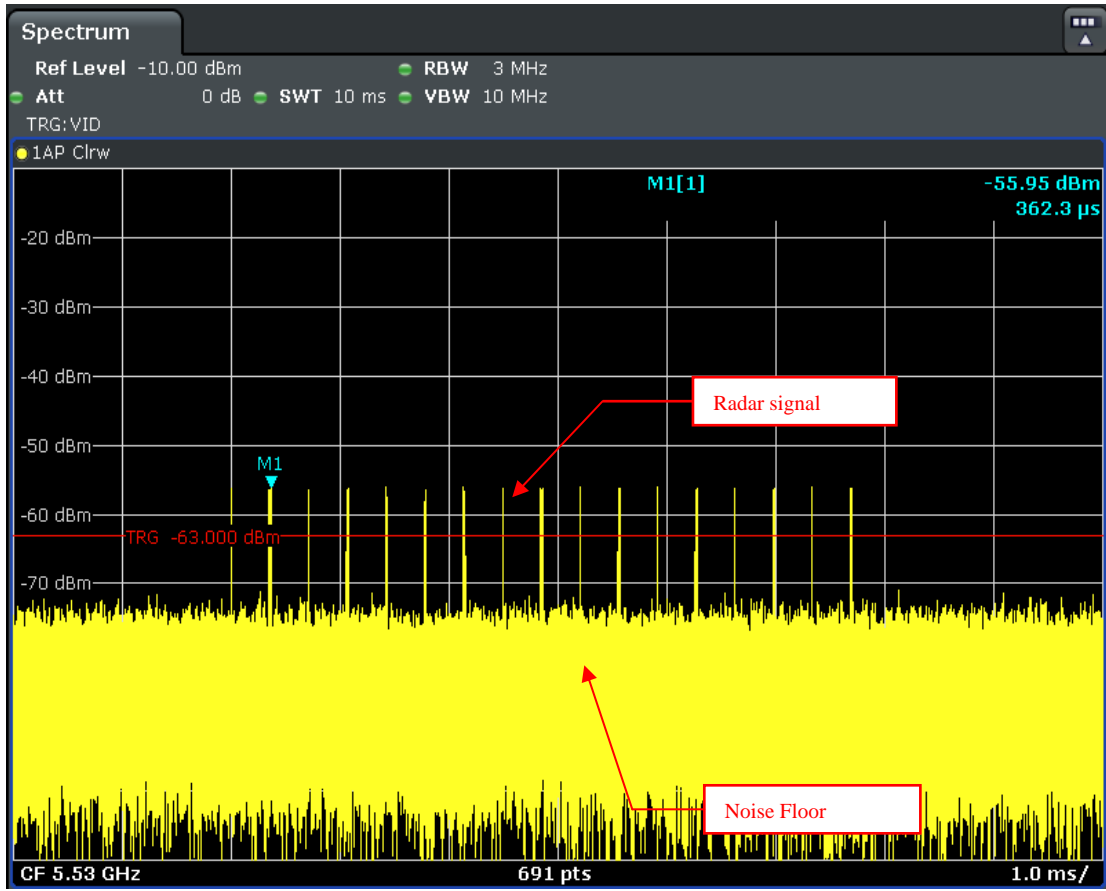 Spectrum
Ref Level -10.00 dBm RBW 3 MHz
Att 0 dB SWT 10 ms VBW 10 MHz
TRG:VID
1AP Clrw
M1[1] -55.95 dBm
362.3 µs
-20 dBm
-30 dBm
-40 dBm
Radar signal
-50 dBm
M1
-60 dBm
TRG -63.000 dBm
-70 dBm
Noise Floor
CF 5.53 GHz 691 pts 1.0 ms/